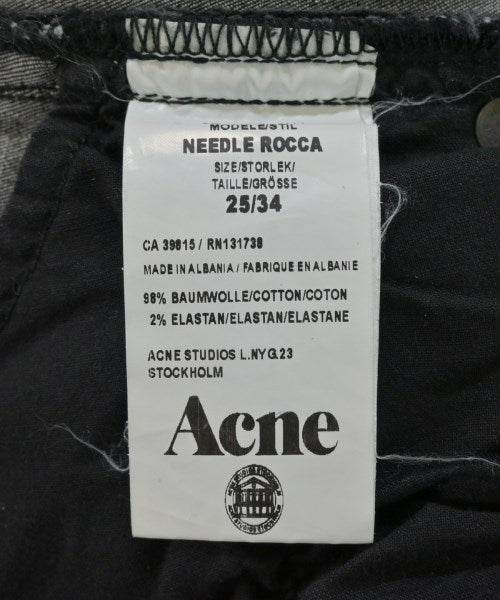 MODELE/STIL
NEEDLE ROCCA
SIZE/STORLEK/
TAILLE/GRÖSSE
25/34
CA 39815 / RN131738
MADE IN ALBANIA / FABRIQUE EN ALBANIE
98% BAUMWOLLE/COTTON/COTON
2% ELASTAN/ELASTAN/ELASTANE
ACNE STUDIOS L.NYG.23
STOCKHOLM
Acne